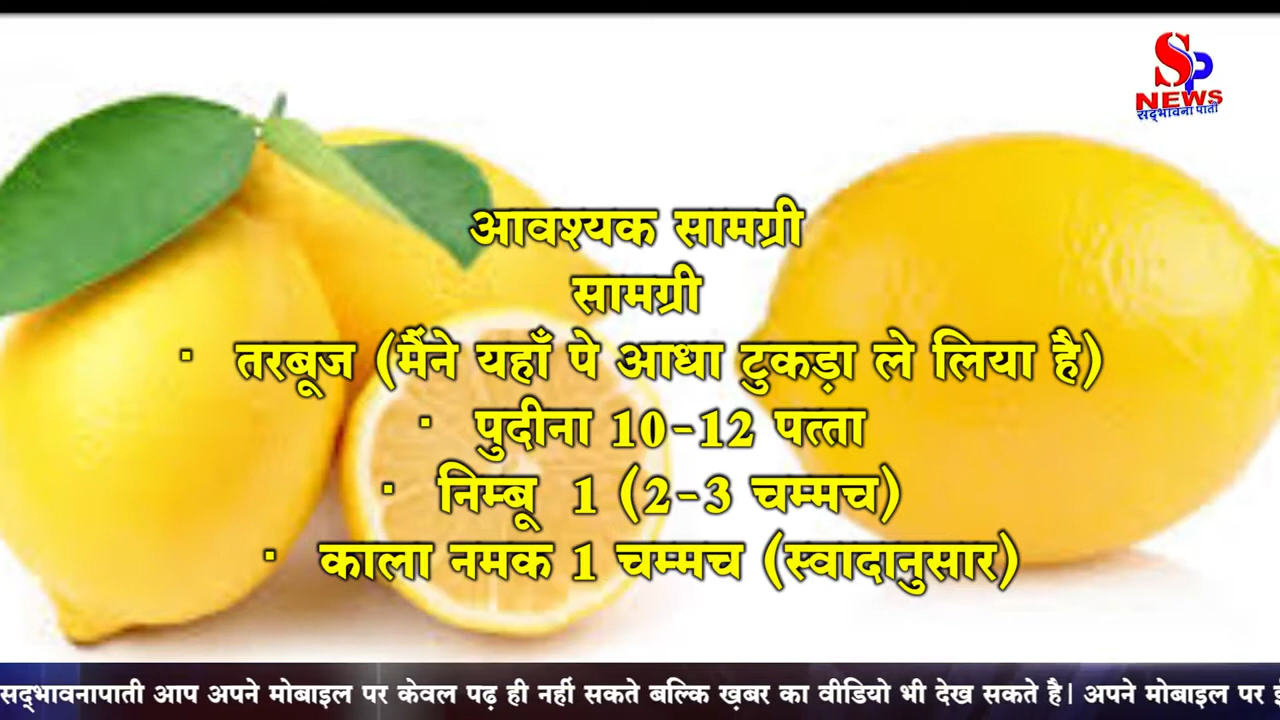 SP
NEWS
सद्भावना पाती
आवश्यक सामग्री
सामग्री
· तरबूज (मैंने यहाँ पे आधा टुकड़ा ले लिया है)
· पुदीना 10-12 पत्ता
· निम्बू 1 (2-3 चम्मच)
· काला नमक 1 चम्मच (स्वादानुसार)
सद्भावनापाती आप अपने मोबाइल पर केवल पढ़ ही नहीं सकते बल्कि ख़बर का वीडियो भी देख सकते है। अपने मोबाइल पर